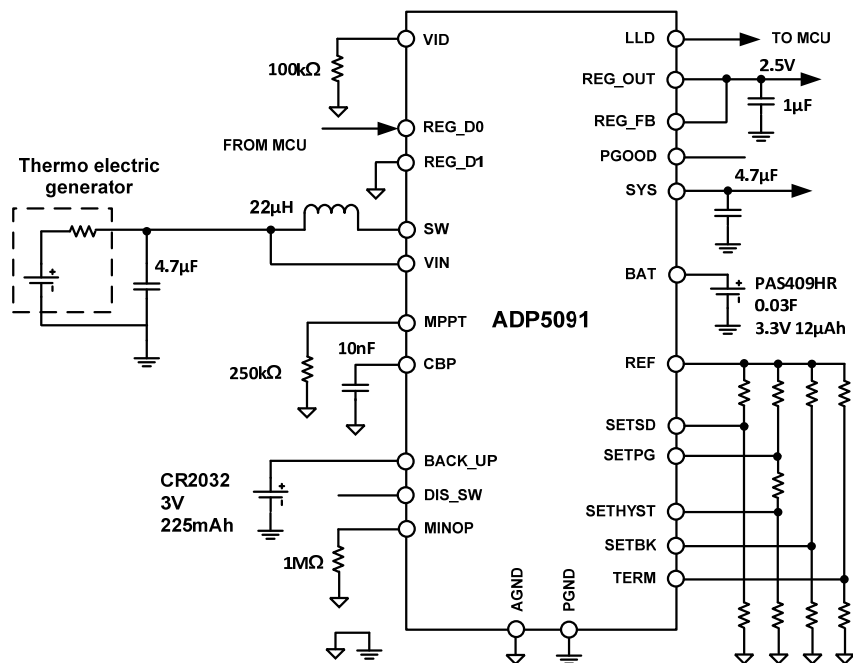 VID
100kΩ
REG_D0
FROM MCU
REG_D1
Thermo electric
generator
22µH
SW
4.7µF
VIN
MPPT
250kΩ
10nF
CBP
BACK_UP
CR2032
3V
225mAh
DIS_SW
MINOP
1MΩ
ADP5091
AGND
PGND
LLD
TO MCU
REG_OUT
2.5V
1µF
REG_FB
PGOOD
SYS
4.7µF
BAT
PAS409HR
0.03F
3.3V 12µAh
REF
SETSD
SETPG
SETHYST
SETBK
TERM